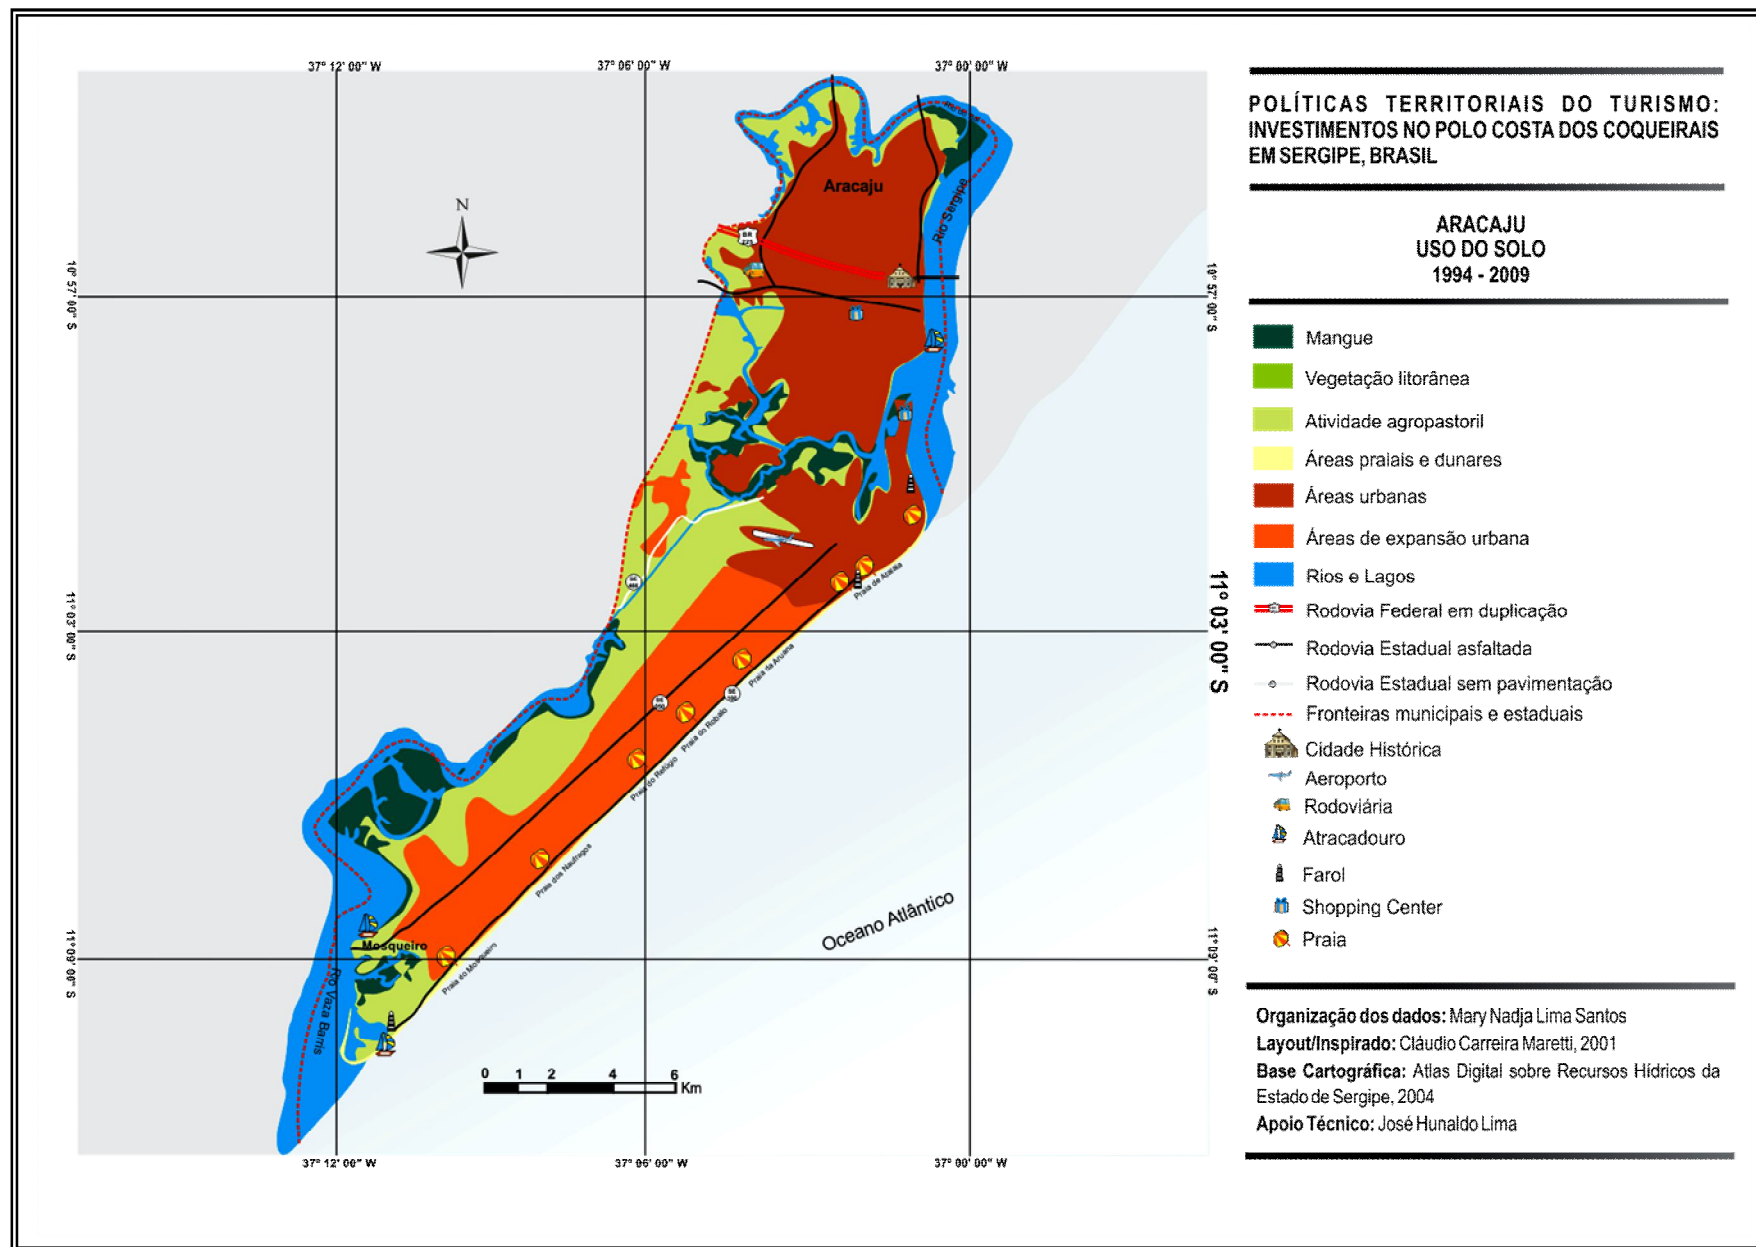 37° 12' 00" W
37° 06' 00" W
37° 00' 00" W
POLÍTICAS TERRITORIAIS DO TURISMO:
INVESTIMENTOS NO POLO COSTA DOS COQUEIRAIS
EM SERGIPE, BRASIL
ARACAJU
USO DO SOLO
1994 - 2009
N
Aracaju
Rio Sergipe
BR
10° 57' 00" S
10° 57' 00" S
Mangue
Vegetação litorânea
Atividade agropastoril
Áreas praiais e dunares
Áreas urbanas
Áreas de expansão urbana
Rios e Lagos
Rodovia Federal em duplicação
Rodovia Estadual asfaltada
Rodovia Estadual sem pavimentação
Fronteiras municipais e estaduais
Cidade Histórica
Aeroporto
Rodoviária
Atracadouro
Farol
Shopping Center
Praia
Praia de Atalaia
SE
11° 03' 00" S
11° 03' 00" S
Praia da Aruana
SE
SE
Praia do Robalo
Praia do Refúgio
Praia dos Naufragos
Oceano Atlântico
Mosqueiro
Praia do Mosqueiro
11° 09' 00" S
11° 09' 00" S
Rio Vaza Barris
0 1 2 4 6
Km
37° 12' 00" W
37° 06' 00" W
37° 00' 00" W
Organização dos dados: Mary Nadja Lima Santos
Layout/Inspirado: Cláudio Carreira Maretti, 2001
Base Cartográfica: Atlas Digital sobre Recursos Hídricos da
Estado de Sergipe, 2004
Apoio Técnico: José Hunaldo Lima